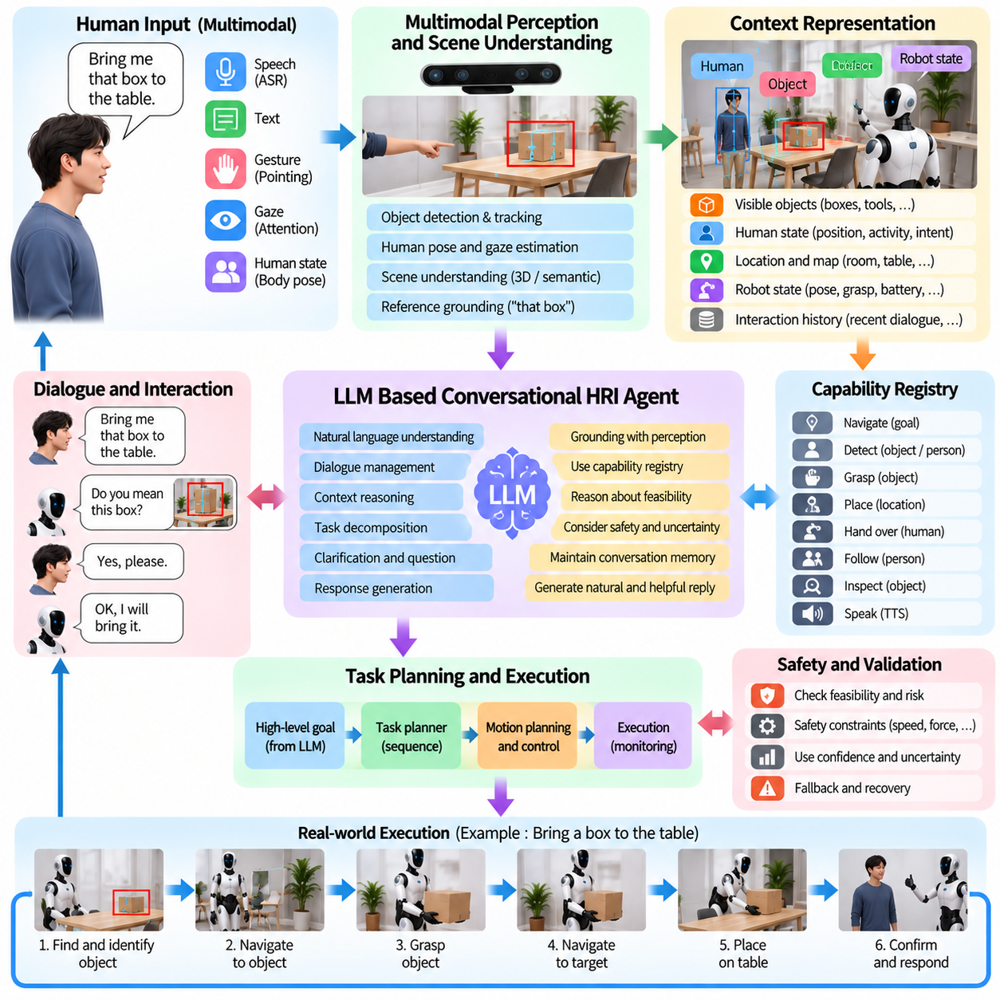 Human Input (Multimodal)
Bring me
that box to
the table.
Speech
(ASR)
Text
Gesture
(Pointing)
Gaze
(Attention)
Human state
(Body pose)
Multimodal Perception
and Scene Understanding
Object detection & tracking
Human pose and gaze estimation
Scene understanding (3D / semantic)
Reference grounding ("that box")
Context Representation
Human
Object
Robot state
Visible objects (boxes, tools, ...)
Human state (position, activity, intent)
Location and map (room, table, ...)
Robot state (pose, grasp, battery, ...)
Interaction history (recent dialogue, ...)
Dialogue and Interaction
Bring me
that box to
the table.
Do you mean
this box?
Yes, please.
OK, I will
bring it.
LLM Based Conversational HRI Agent
Natural language understanding
Dialogue management
Context reasoning
Task decomposition
Clarification and question
Response generation
LLM
Grounding with perception
Use capability registry
Reason about feasibility
Consider safety and uncertainty
Maintain conversation memory
Generate natural and helpful reply
Capability Registry
Navigate (goal)
Detect (object / person)
Grasp (object)
Place (location)
Hand over (human)
Follow (person)
Inspect (object)
Speak (TTS)
Task Planning and Execution
High-level goal
(from LLM)
Task planner
(sequence)
Motion planning
and control
Execution
(monitoring)
Safety and Validation
Check feasibility and risk
Safety constraints (speed, force, ...)
Use confidence and uncertainty
Fallback and recovery
Real-world Execution (Example : Bring a box to the table)
1. Find and identify
object
2. Navigate
to object
3. Grasp
object
4. Navigate
to target
5. Place
on table
6. Confirm
and respond